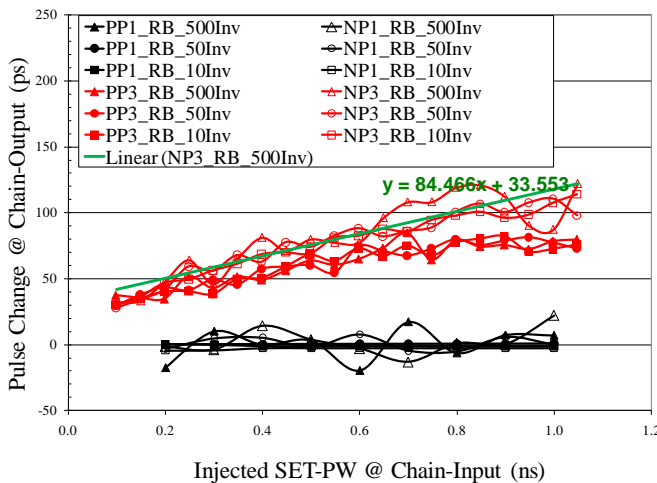 250
200
150
100
50
0
-50
Pulse Change @ Chain-Output (ps)
PP1_RB_500Inv NP1_RB_500Inv
PP1_RB_50Inv NP1_RB_50Inv
PP1_RB_10Inv NP1_RB_10Inv
PP3_RB_500Inv NP3_RB_500Inv
PP3_RB_50Inv NP3_RB_50Inv
PP3_RB_10Inv NP3_RB_10Inv
Linear (NP3_RB_500Inv)
y = 84.466x + 33.553
0.0 0.2 0.4 0.6 0.8 1.0 1.2
Injected SET-PW @ Chain-Input (ns)